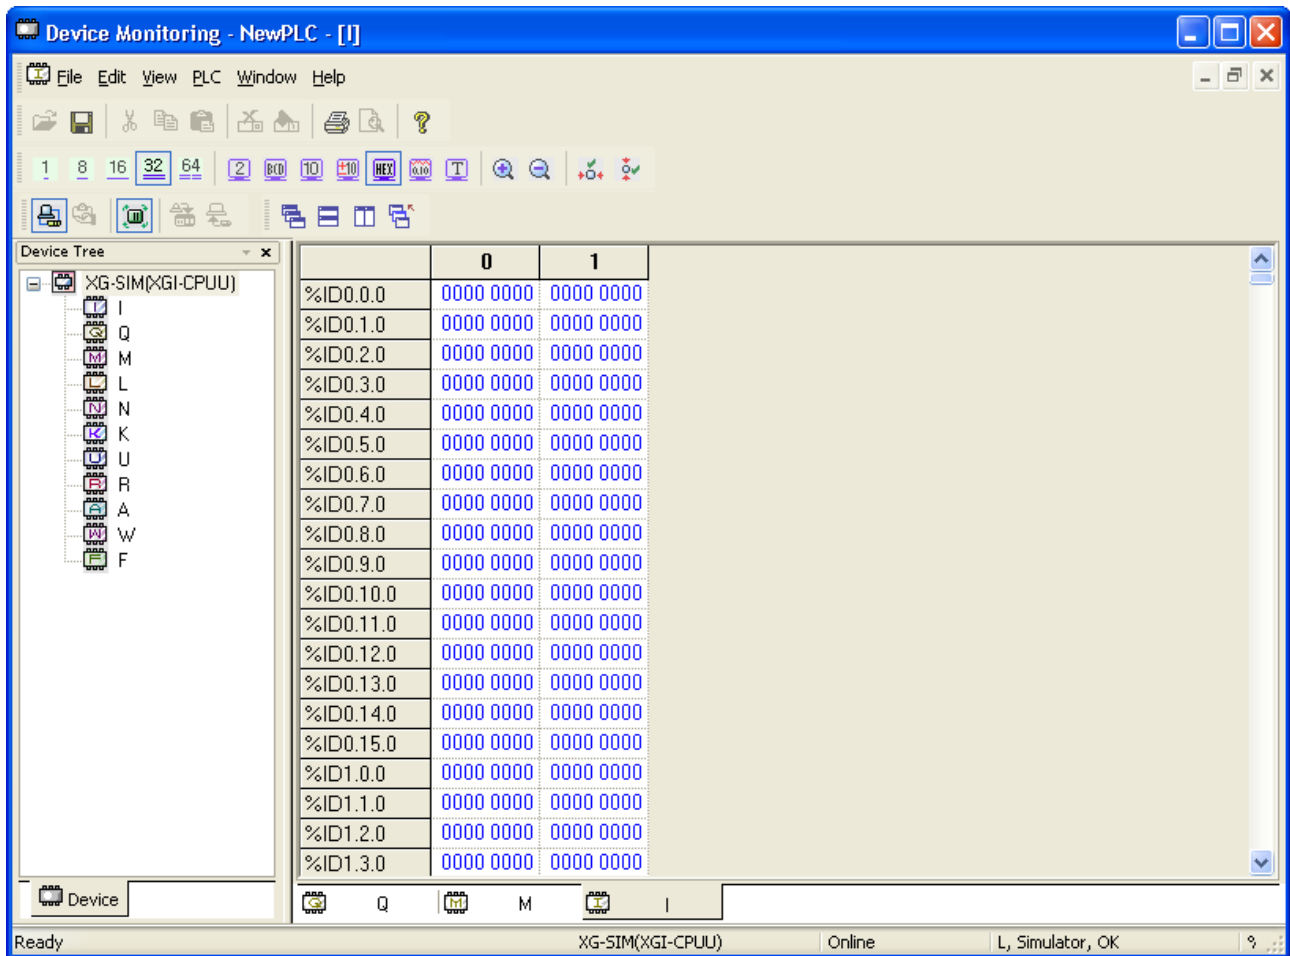 Device Monitoring - NewPLC - [I]
File Edit View PLC Window Help
1 8 16 32 64 2 BCD 10 ±10 HEX 0.10 T
Device Tree
0 1
XG-SIM(XGI-CPUU)
I
Q
M
L
N
K
U
R
A
W
F
%ID0.0.0 0000 0000 0000 0000
%ID0.1.0 0000 0000 0000 0000
%ID0.2.0 0000 0000 0000 0000
%ID0.3.0 0000 0000 0000 0000
%ID0.4.0 0000 0000 0000 0000
%ID0.5.0 0000 0000 0000 0000
%ID0.6.0 0000 0000 0000 0000
%ID0.7.0 0000 0000 0000 0000
%ID0.8.0 0000 0000 0000 0000
%ID0.9.0 0000 0000 0000 0000
%ID0.10.0 0000 0000 0000 0000
%ID0.11.0 0000 0000 0000 0000
%ID0.12.0 0000 0000 0000 0000
%ID0.13.0 0000 0000 0000 0000
%ID0.14.0 0000 0000 0000 0000
%ID0.15.0 0000 0000 0000 0000
%ID1.0.0 0000 0000 0000 0000
%ID1.1.0 0000 0000 0000 0000
%ID1.2.0 0000 0000 0000 0000
%ID1.3.0 0000 0000 0000 0000
Device Q M I
Ready XG-SIM(XGI-CPUU) Online L, Simulator, OK